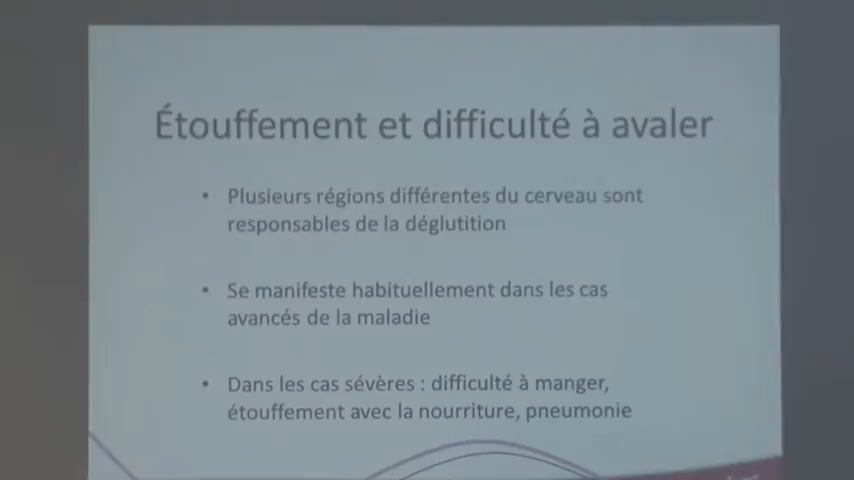 Étouffement et difficulté à avaler
• Plusieurs régions différentes du cerveau sont
responsables de la déglutition
• Se manifeste habituellement dans les cas
avancés de la maladie
• Dans les cas sévères : difficulté à manger,
étouffement avec la nourriture, pneumonie